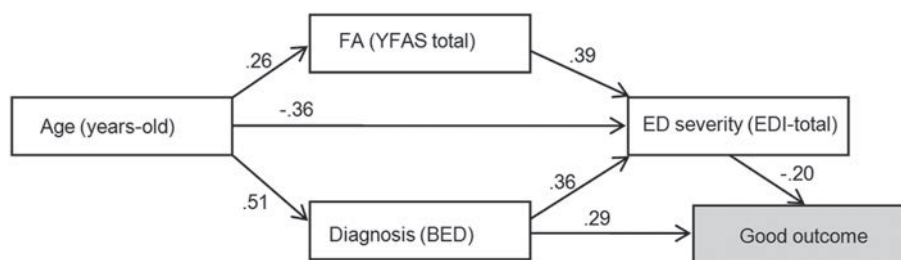 FA (YFAS total)
.26
.39
Age (years-old)
-.36
ED severity (EDI-total)
.51
.36
-.20
Diagnosis (BED)
.29
Good outcome